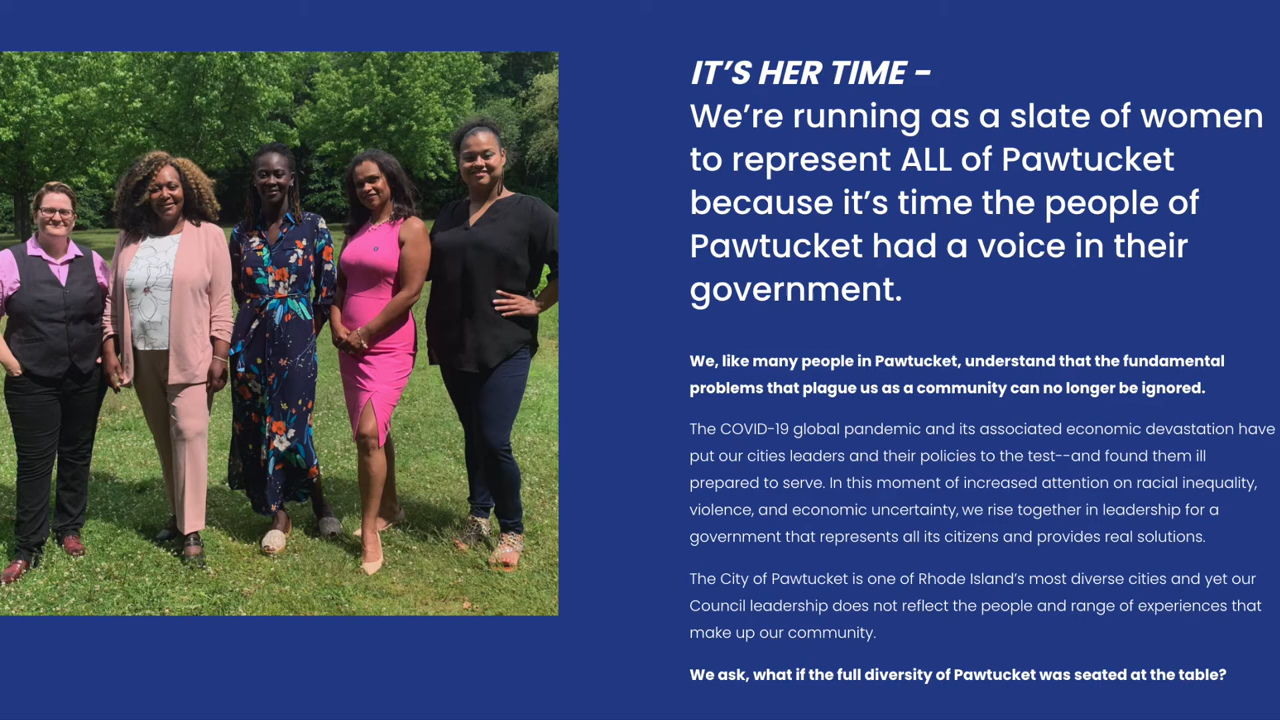 IT'S HER TIME -
We're running as a slate of women
to represent ALL of Pawtucket
because it's time the people of
Pawtucket had a voice in their
government.
We, like many people in Pawtucket, understand that the fundamental
problems that plague us as a community can no longer be ignored.
The COVID-19 global pandemic and its associated economic devastation have
put our cities leaders and their policies to the test--and found them ill
prepared to serve. In this moment of increased attention on racial inequality,
violence, and economic uncertainty, we rise together in leadership for a
government that represents all its citizens and provides real solutions.
The City of Pawtucket is one of Rhode Island's most diverse cities and yet our
Council leadership does not reflect the people and range of experiences that
make up our community.
We ask, what if the full diversity of Pawtucket was seated at the table?